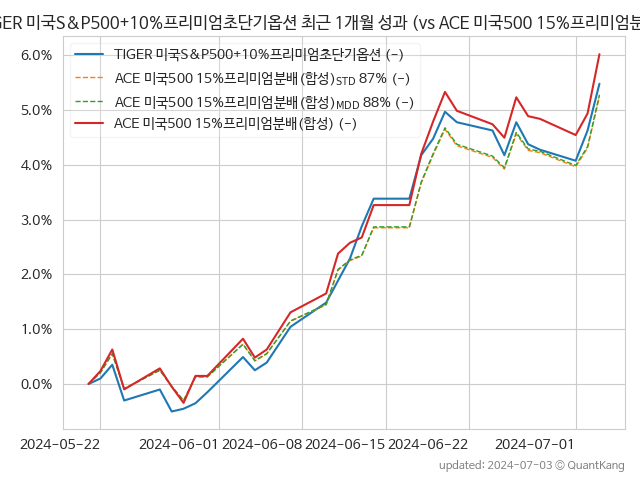 GER 미국S&P500+10%프리미엄초단기옵션 최근 1개월 성과 (vs ACE 미국500 15%프리미엄분
6.0%
5.0%
4.0%
3.0%
2.0%
1.0%
0.0%
TIGER 미국S&P500+10%프리미엄초단기옵션 (-)
ACE 미국500 15%프리미엄분배(합성)STD 87% (-)
ACE 미국500 15%프리미엄분배(합성)MDD 88% (-)
ACE 미국500 15%프리미엄분배(합성) (-)
2024-05-22 2024-06-01 2024-06-08 2024-06-15 2024-06-22 2024-07-01
updated: 2024-07-03 © QuantKang